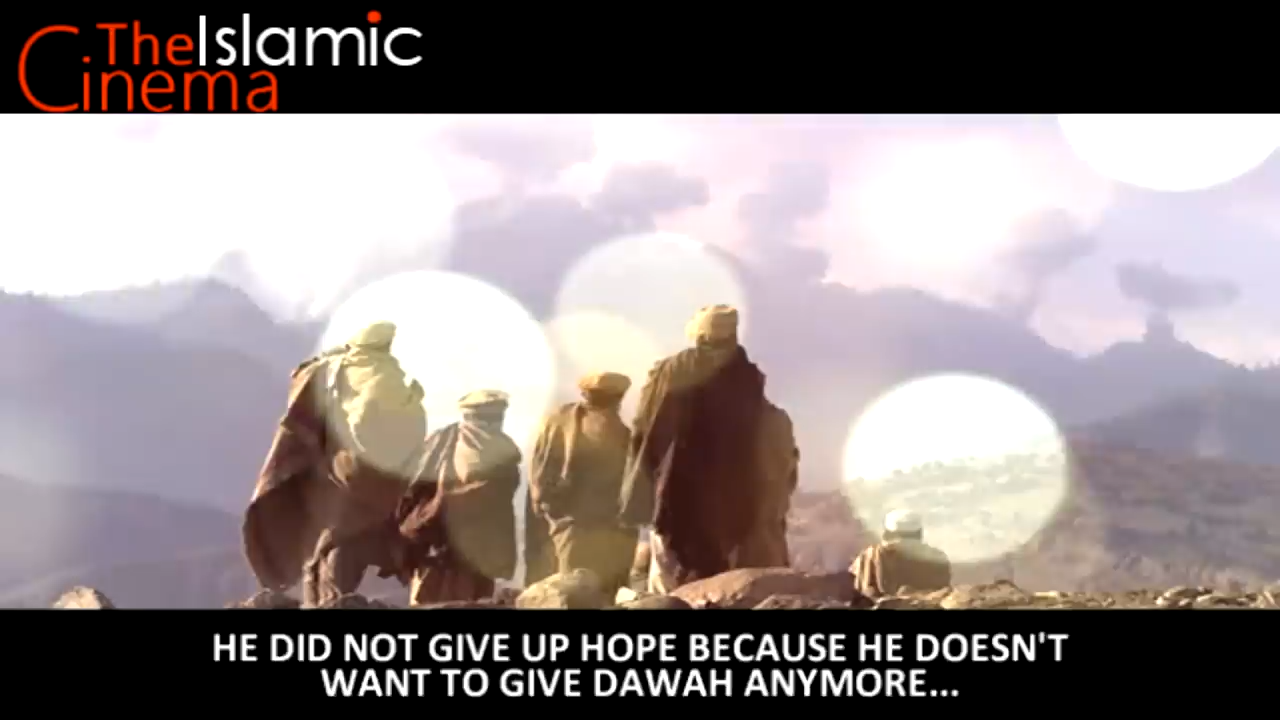 TheIslamic
Cinema
HE DID NOT GIVE UP HOPE BECAUSE HE DOESN'T
WANT TO GIVE DAWAH ANYMORE...